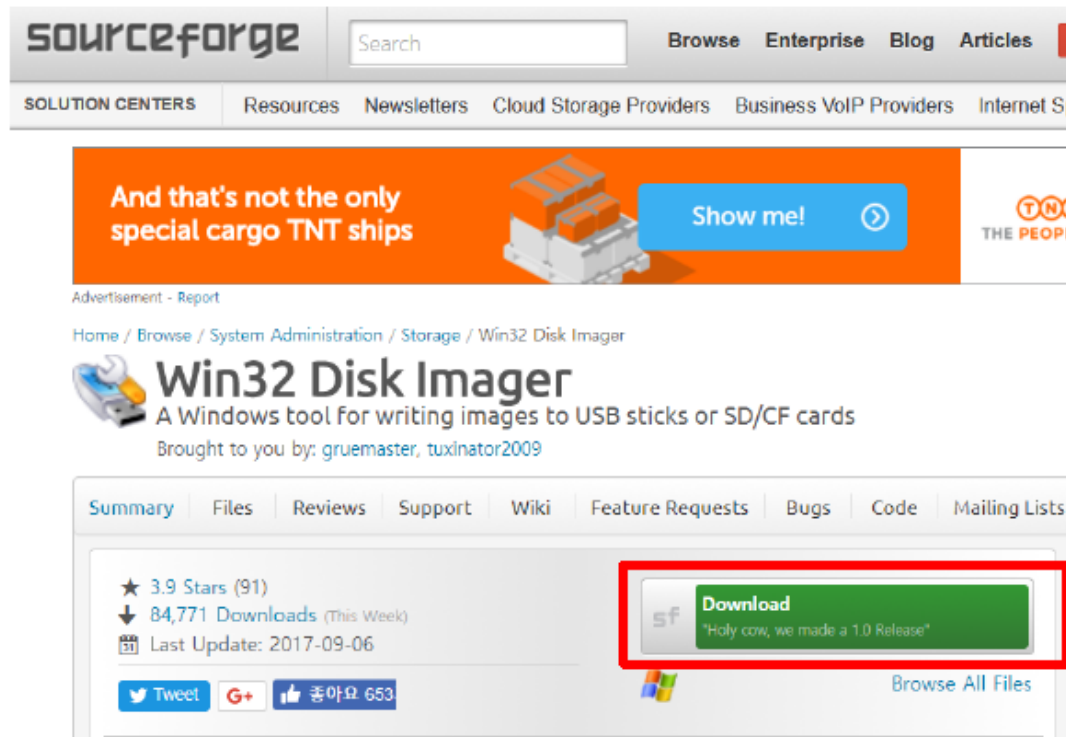 sourceforge
Search
Browse Enterprise Blog Articles
SOLUTION CENTERS Resources Newsletters Cloud Storage Providers Business VoIP Providers Internet S
And that's not the only
special cargo TNT ships
Show me!
TNT
THE PEOP
Advertisement - Report
Home / Browse / System Administration / Storage / Win32 Disk Imager
Win32 Disk Imager
A Windows tool for writing images to USB sticks or SD/CF cards
Brought to you by: gruemaster, tuxinator2009
Summary Files Reviews Support Wiki Feature Requests Bugs Code Mailing Lists
3.9 Stars (91)
84,771 Downloads (This Week)
31 Last Update: 2017-09-06
sf
Download
"Holy cow, we made a 1.0 Release"
Tweet G+ 좋아요 653
Browse All Files